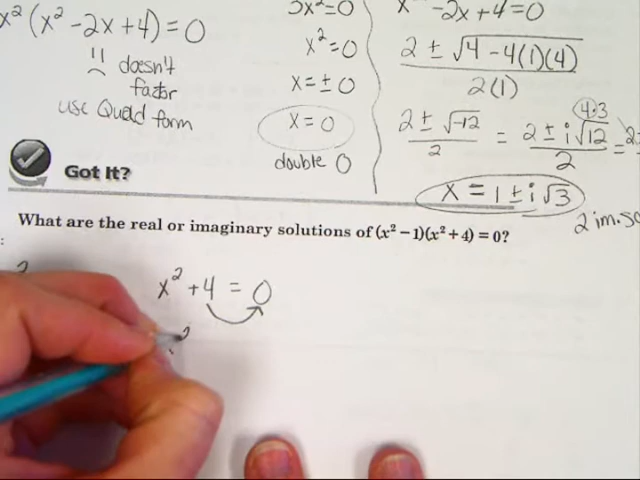 x² (x² - 2x + 4) = 0
doesn't
factor
use Quad form
3x² = 0
x² = 0
x = ± 0
x = 0
double 0
x² - 2x + 4 = 0
2 ± √4 - 4(1)(4)
2(1)
4·3
2 ± √-12 = 2 ± i√12 =
2 2
x = 1 ± i√3
2 im.
Got It?
What are the real or imaginary solutions of (x² − 1)(x² + 4) = 0?
x² + 4 = 0